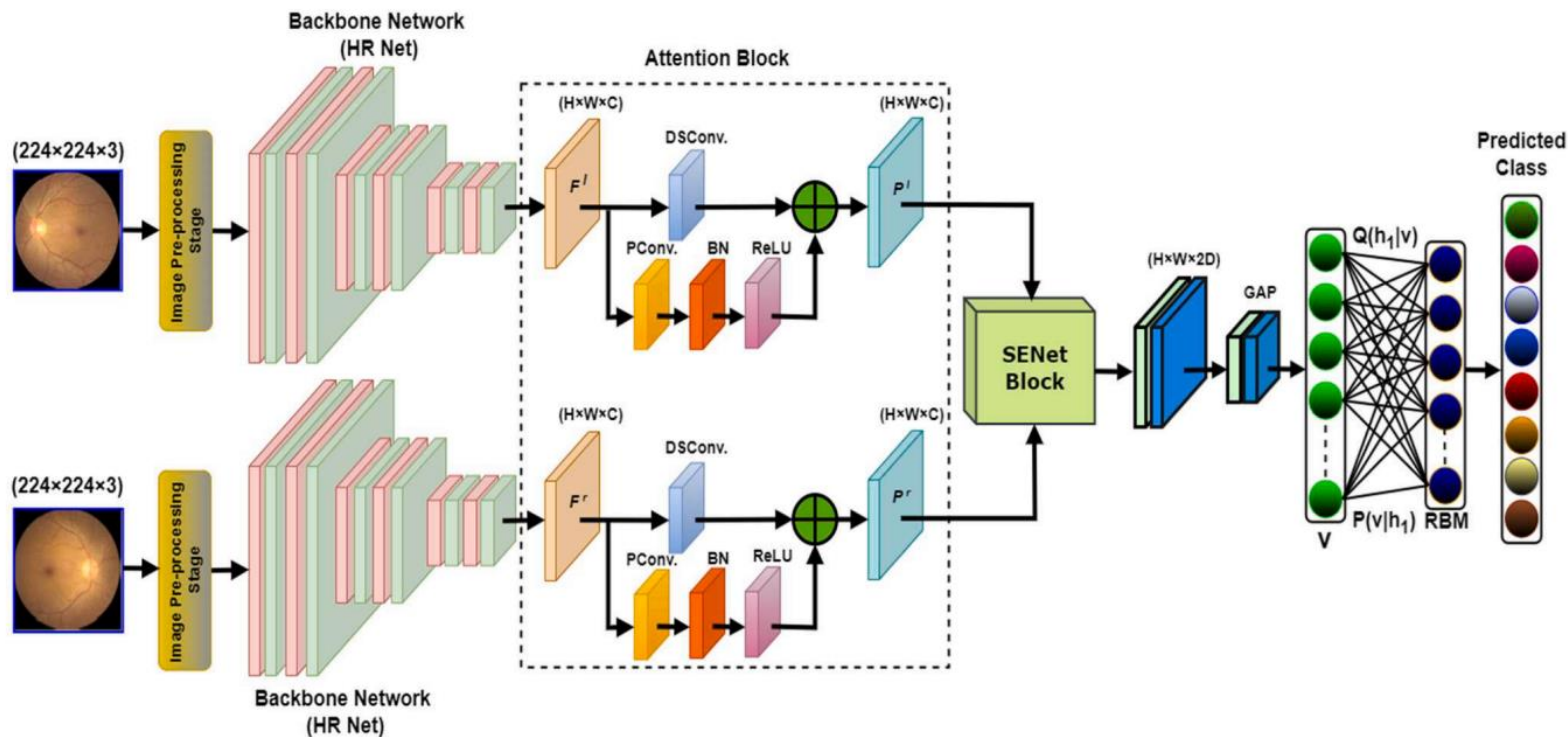 Backbone Network
(HR Net)
Attention Block
(224×224×3)
Image Pre-processing
Stage
(H×W×C)
F l
DSConv.
PConv.
BN
ReLU
(H×W×C)
P l
(224×224×3)
Image Pre-processing
Stage
Backbone Network
(HR Net)
(H×W×C)
F r
DSConv.
PConv.
BN
ReLU
(H×W×C)
P r
SENet
Block
(H×W×2D)
GAP
Q(h₁|v)
P(v|h₁)
V
RBM
Predicted
Class